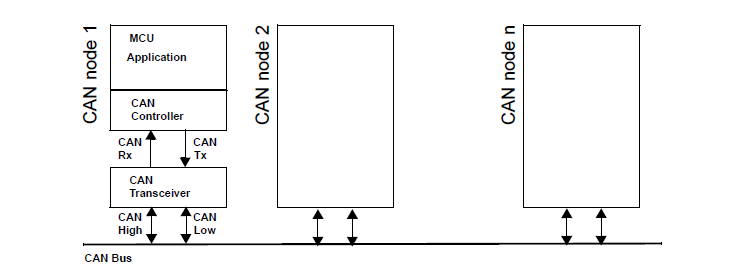 CAN node 1
MCU
Application
CAN
Controller
CAN
Rx
CAN
Tx
CAN
Transceiver
CAN
High
CAN
Low
CAN node 2
CAN node n
CAN Bus